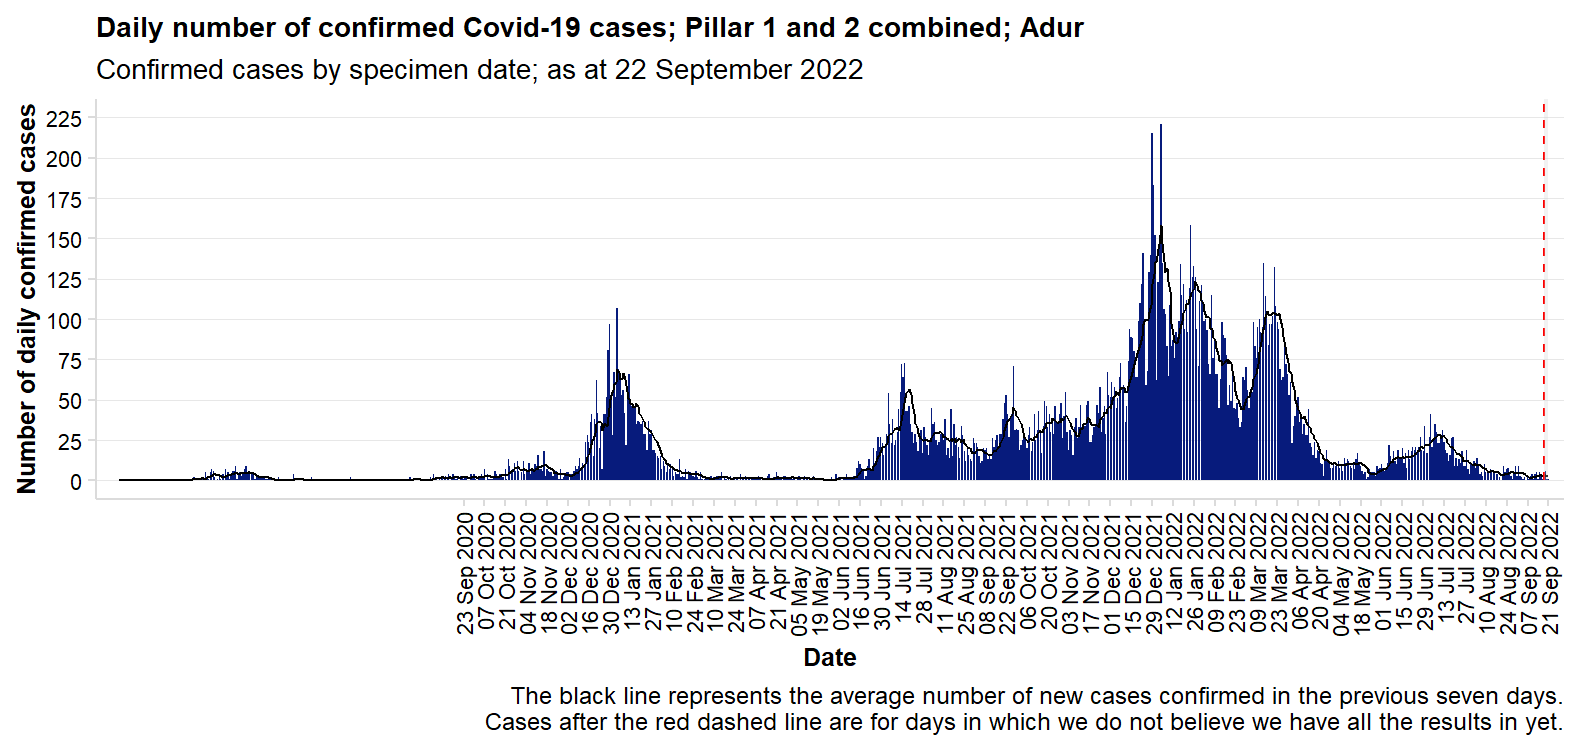 Daily number of confirmed Covid-19 cases; Pillar 1 and 2 combined; Adur
Confirmed cases by specimen date; as at 22 September 2022
Number of daily confirmed cases
225
200
175
150
125
100
75
50
25
0
23 Sep 2020
07 Oct 2020
21 Oct 2020
04 Nov 2020
18 Nov 2020
02 Dec 2020
16 Dec 2020
30 Dec 2020
13 Jan 2021
27 Jan 2021
10 Feb 2021
24 Feb 2021
10 Mar 2021
24 Mar 2021
07 Apr 2021
21 Apr 2021
05 May 2021
19 May 2021
02 Jun 2021
16 Jun 2021
30 Jun 2021
14 Jul 2021
28 Jul 2021
11 Aug 2021
25 Aug 2021
08 Sep 2021
22 Sep 2021
06 Oct 2021
20 Oct 2021
03 Nov 2021
17 Nov 2021
01 Dec 2021
15 Dec 2021
29 Dec 2021
12 Jan 2022
26 Jan 2022
09 Feb 2022
23 Feb 2022
09 Mar 2022
23 Mar 2022
06 Apr 2022
20 Apr 2022
04 May 2022
18 May 2022
01 Jun 2022
15 Jun 2022
29 Jun 2022
13 Jul 2022
27 Jul 2022
10 Aug 2022
24 Aug 2022
07 Sep 2022
21 Sep 2022
Date
The black line represents the average number of new cases confirmed in the previous seven days.
Cases after the red dashed line are for days in which we do not believe we have all the results in yet.